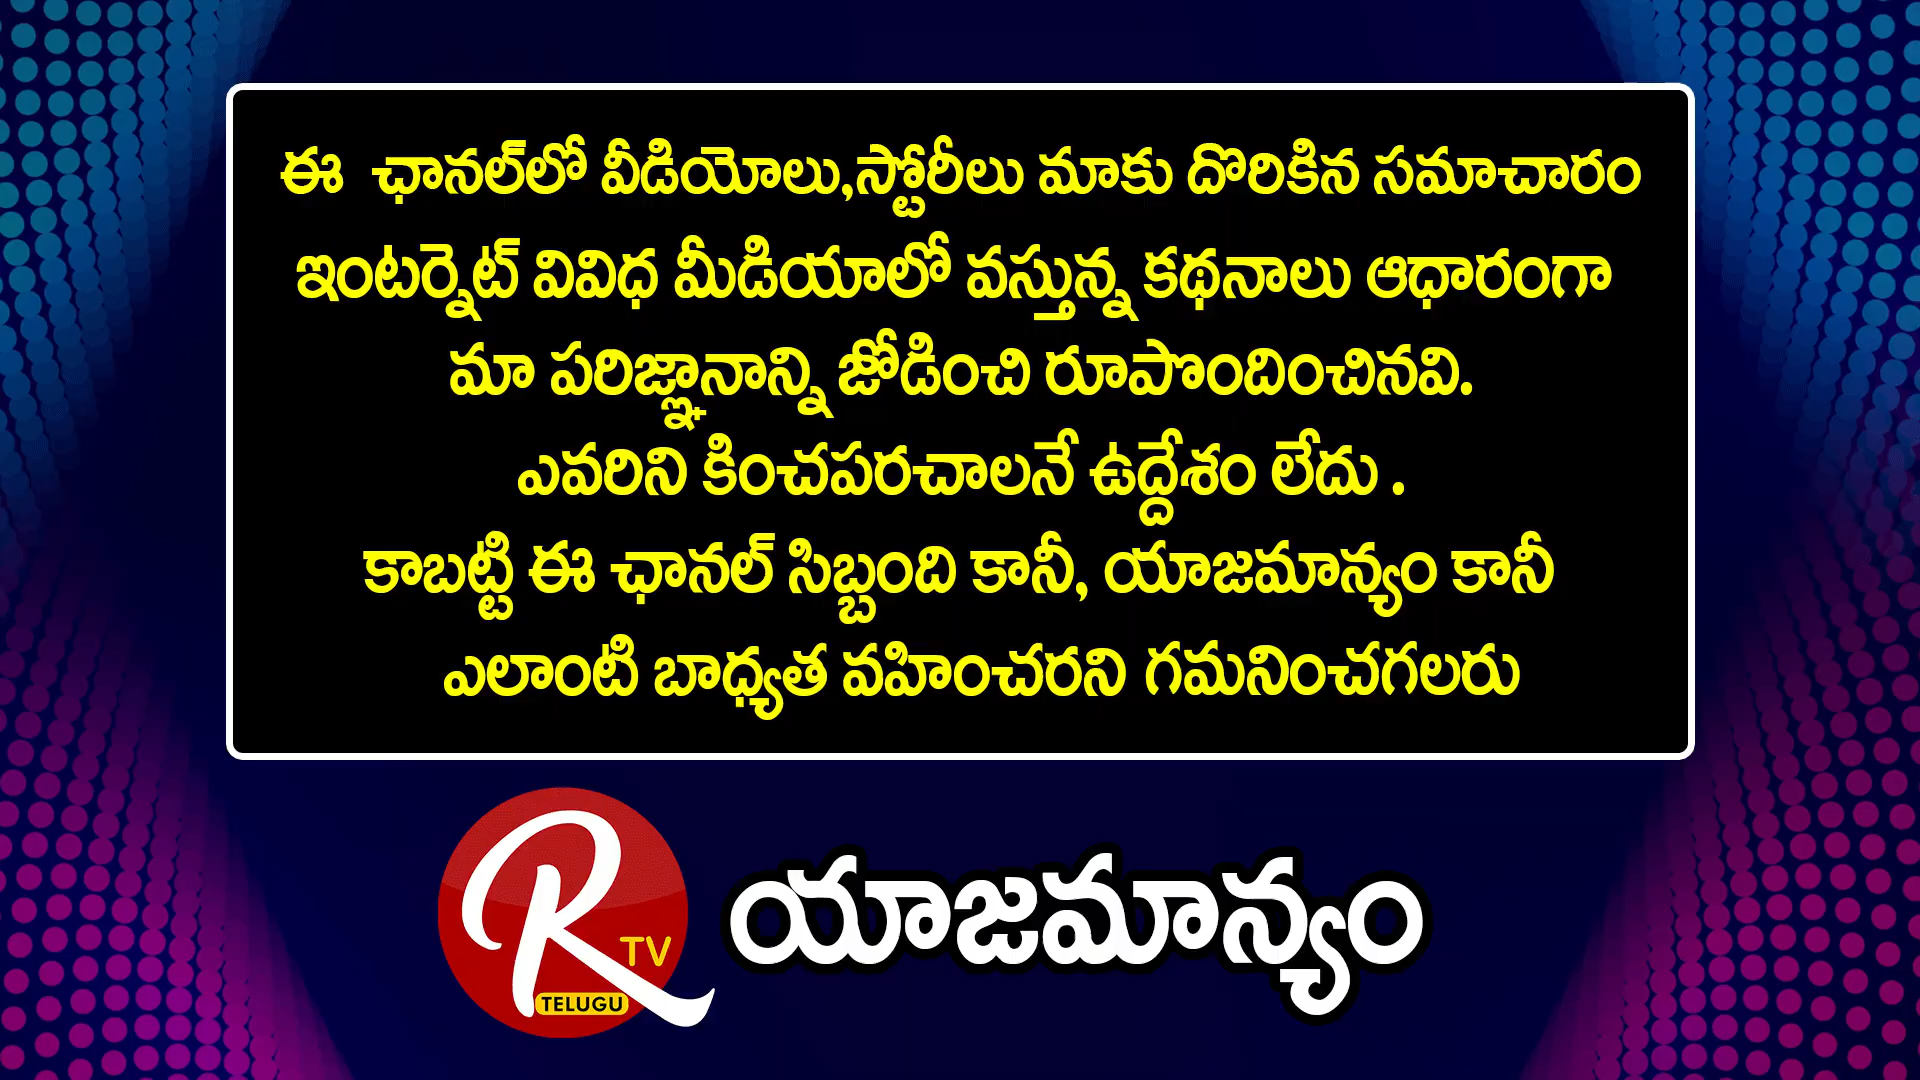 ఈ ఛానల్‌లో వీడియోలు,స్టోరీలు మాకు దొరికిన సమాచారం
ఇంటర్నెట్ వివిధ మీడియాలో వస్తున్న కథనాలు ఆధారంగా
మా పరిజ్ఞానాన్ని జోడించి రూపొందించినవి.
ఎవరిని కించపరచాలనే ఉద్దేశం లేదు .
కాబట్టి ఈ ఛానల్ సిబ్బంది కానీ, యాజమాన్యం కానీ
ఎలాంటి బాధ్యత వహించరని గమనించగలరు
R TV
TELUGU
యాజమాన్యం